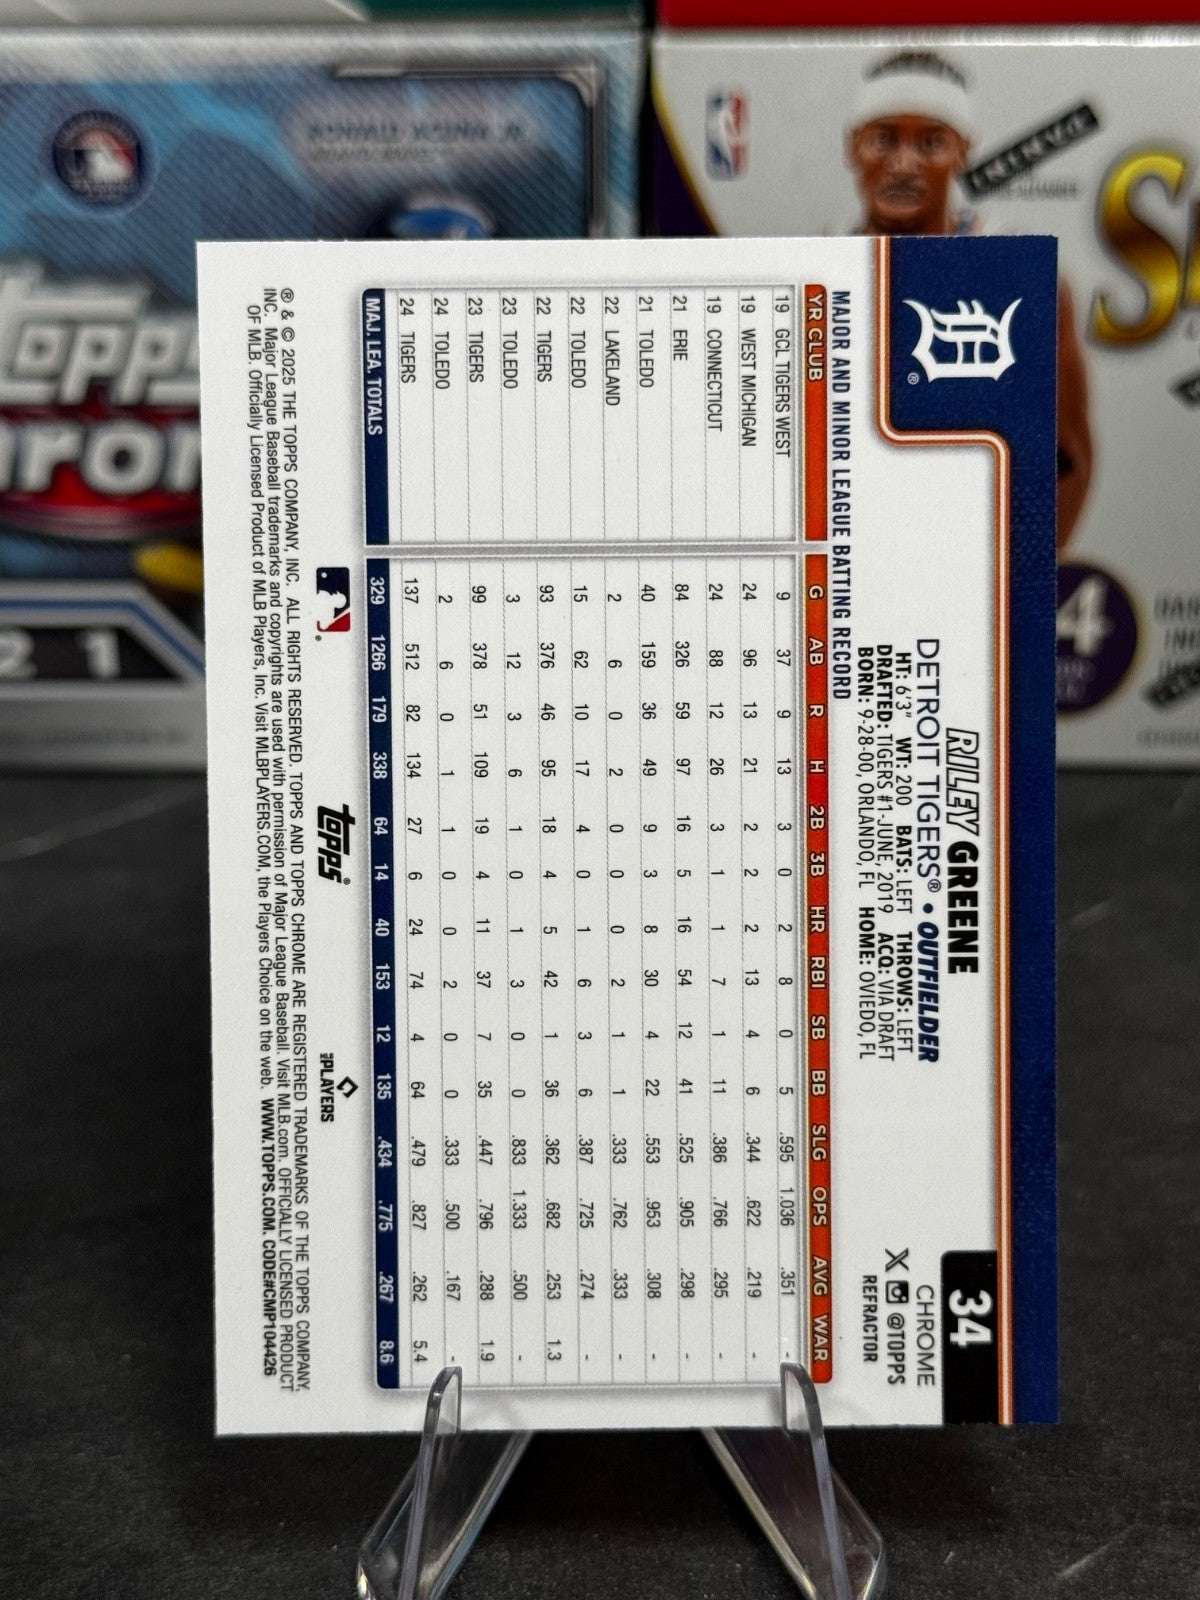 34
CHROME
@TOPPS
REFRACTOR
RILEY GREENE
DETROIT TIGERS® • OUTFIELDER
HT: 6'3" WT: 200 BATS: LEFT THROWS: LEFT
DRAFTED: TIGERS #1-JUNE, 2019 ACQ: VIA DRAFT
BORN: 9-28-00, ORLANDO, FL HOME: OVIEDO, FL
MAJOR AND MINOR LEAGUE BATTING RECORD
YR CLUB G AB R H 2B 3B HR RBI SB BB SLG OPS AVG WAR
19 GCL TIGERS WEST 9 37 9 13 3 0 2 8 0 5 .595 1.036 .351 -
19 WEST MICHIGAN 24 96 13 21 2 2 2 13 4 6 .344 .622 .219 -
19 CONNECTICUT 24 88 12 26 3 1 1 7 1 11 .386 .766 .295 -
21 ERIE 84 326 59 97 16 5 16 54 12 41 .525 .905 .298 -
21 TOLEDO 40 159 36 49 9 3 8 30 4 22 .553 .953 .308 -
22 LAKELAND 2 6 0 2 0 0 0 2 1 1 .333 .762 .333 -
22 TOLEDO 15 62 10 17 4 0 1 6 3 6 .387 .725 .274 -
22 TIGERS 93 376 46 95 18 4 5 42 1 36 .362 .682 .253 1.3
23 TOLEDO 3 12 3 6 1 0 1 3 0 0 .833 1.333 .500 -
23 TIGERS 99 378 51 109 19 4 11 37 7 35 .447 .796 .288 1.9
24 TOLEDO 2 6 0 1 1 0 0 2 0 0 .333 .500 .167 -
24 TIGERS 137 512 82 134 27 6 24 74 4 64 .479 .827 .262 5.4
MAJ. LEA. TOTALS 329 1266 179 338 64 14 40 153 12 135 .434 .775 .267 8.6
® topps® PLAYERS
® & © 2025 THE TOPPS COMPANY, INC. ALL RIGHTS RESERVED. TOPPS AND TOPPS CHROME ARE REGISTERED TRADEMARKS OF THE TOPPS COMPANY,
INC. Major League Baseball trademarks and copyrights are used with permission of Major League Baseball. Visit MLB.com. OFFICIALLY LICENSED PRODUCT
OF MLB. Officially Licensed Product of MLB Players, Inc. Visit MLBPLAYERS.COM, the Players Choice on the web. WWW.TOPPS.COM. CODE#CMP104426